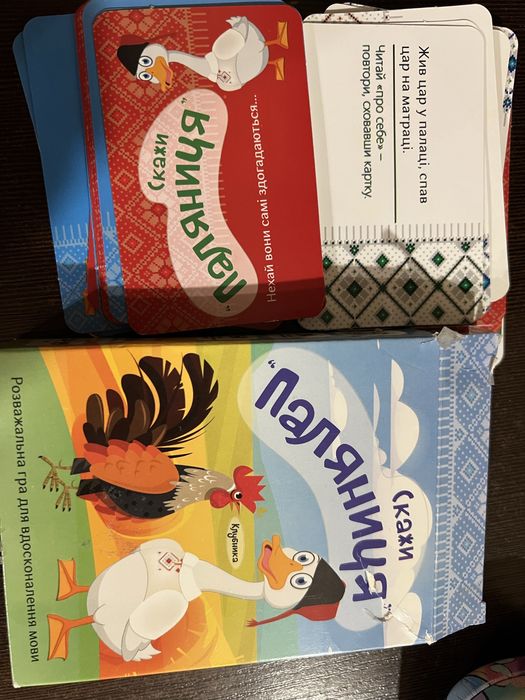 Скажи
"Паляниця"
Нехай вони самі здогадаються...
Жив цар у палаці, спав
цар на матраці.
Читай «про себе» –
повтори, сховавши картку.
Скажи
"Паляниця"
Клубника
Розважальна гра для вдосконалення мови